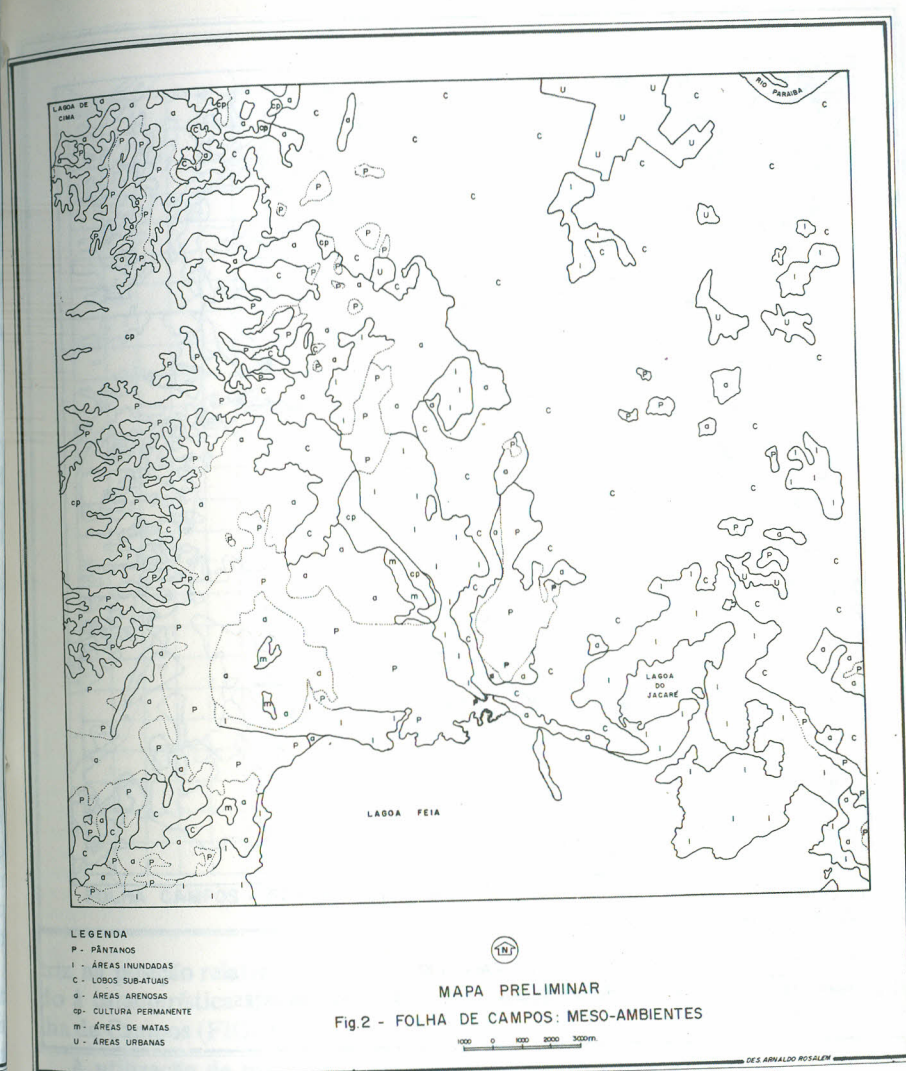 LAGOA DE
CIMA
RIO PARAIBA
LAGOA
DO
JACARÉ
LAGOA FEIA
LEGENDA
P - PÂNTANOS
I - ÁREAS INUNDADAS
C - LOBOS SUB-ATUAIS
a - ÁREAS ARENOSAS
cp- CULTURA PERMANENTE
m - ÁREAS DE MATAS
U - ÁREAS URBANAS
N
MAPA PRELIMINAR
Fig.2 - FOLHA DE CAMPOS: MESO-AMBIENTES
1000 0 1000 2000 3000m.
DES. ARNALDO ROSALEM